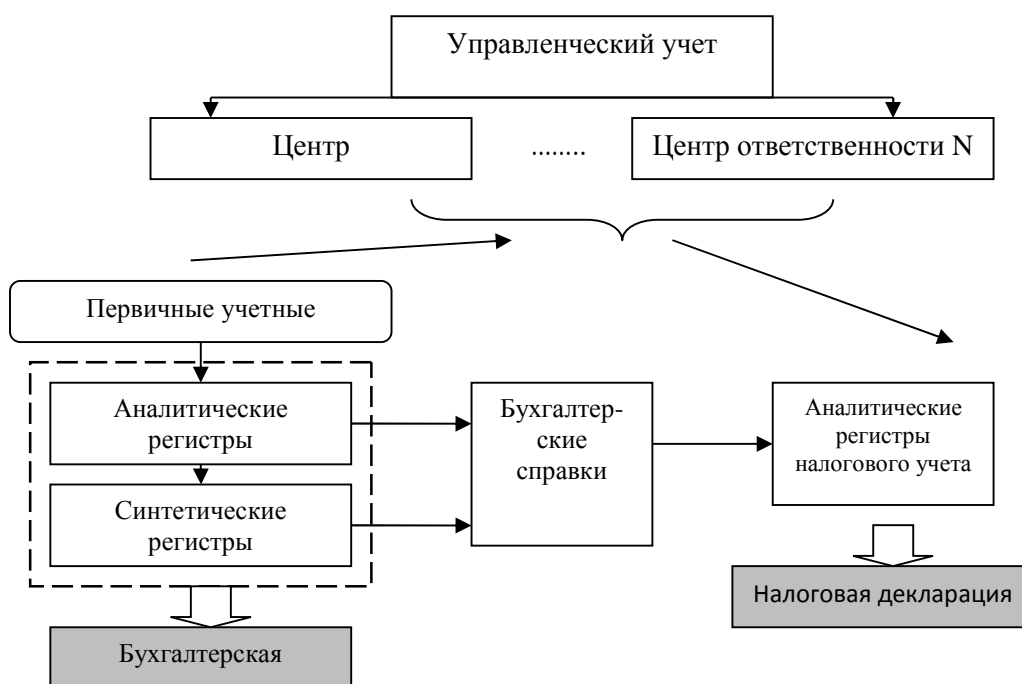 Управленческий учет
Центр
........
Центр ответственности N
Первичные учетные
Аналитические
регистры
Синтетические
регистры
Бухгалтер-
ские
справки
Аналитические
регистры
налогового учета
Налоговая декларация
Бухгалтерская